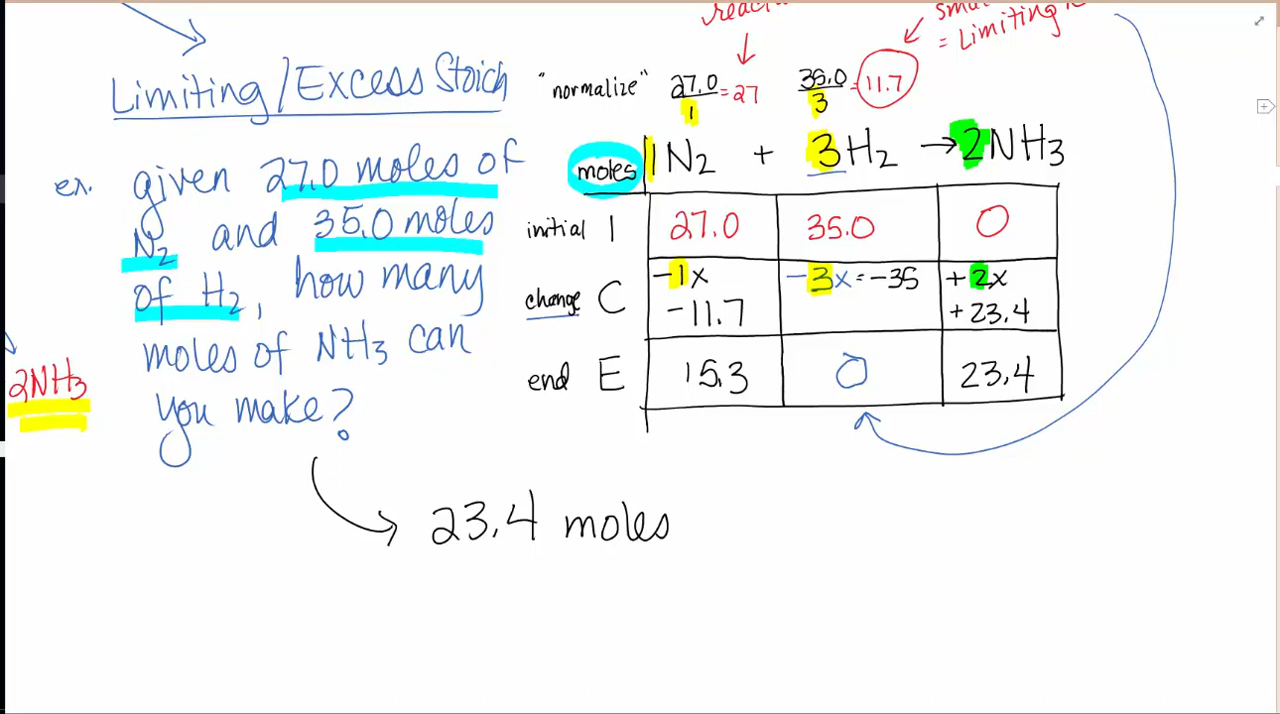 = Limiting
Limiting/Excess Stoich
"normalize" 27.0/1 = 27 35.0/3 = 11.7
moles 1N2 + 3H2 → 2NH3
ex. given 27.0 moles of
N2 and 35.0 moles
of H2, how many
moles of NH3 can
you make?
initial I 27.0 35.0 0
change C -1x -3x = -35 +2x
-11.7 +23.4
end E 15.3 0 23.4
2NH3
23.4 moles